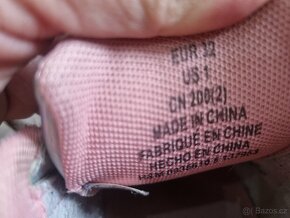 EUR 32
US 1
CN 200(2)
MADE IN CHINA
FABRIQUÉ EN CHINE
HECHO EN CHINA
Bazos.cz